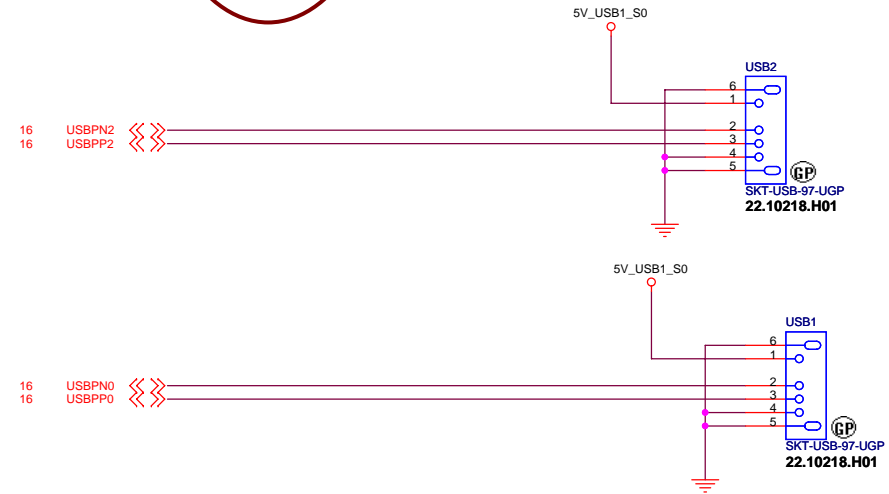 5V_USB1_S0
USB2
6
1
16 USBPN2 2
16 USBPP2 3
4
5
GP
SKT-USB-97-UGP
22.10218.H01
5V_USB1_S0
USB1
6
1
16 USBPN0 2
16 USBPP0 3
4
5
GP
SKT-USB-97-UGP
22.10218.H01